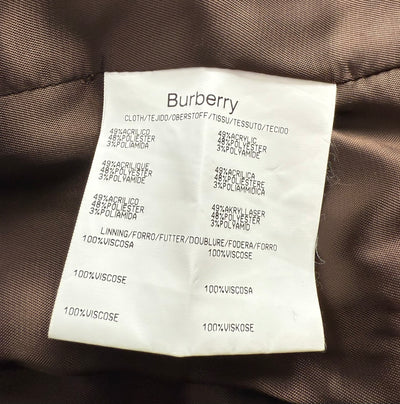 Burberry
CLOTH/TEJIDO/OBERSTOFF/TISSU/TESSUTO/TECIDO
49%ACRILICO
48%POLIESTER
3%POLYAMIDA
49%ACRYLIC
48%POLYESTER
3%POLYAMIDE
49%ACRILIQUE
48%POLYESTER
3%POLYAMIDE
49%ACRILICA
48%POLIESTERE
3%POLIAMMIDICA
49%ACRILICO
48%POLIESTER
3%POLIAMIDA
49%AKRYLLASER
48%POLYESTER
3%POLYAMID
LINNING/FORRO/FUTTER/DOUBLURE/FODERA/FORRO
100%VISCOSA
100%VISCOSE
100%VISCOSE
100%VISCOSA
100%VISCOSE
100%VISKOSE